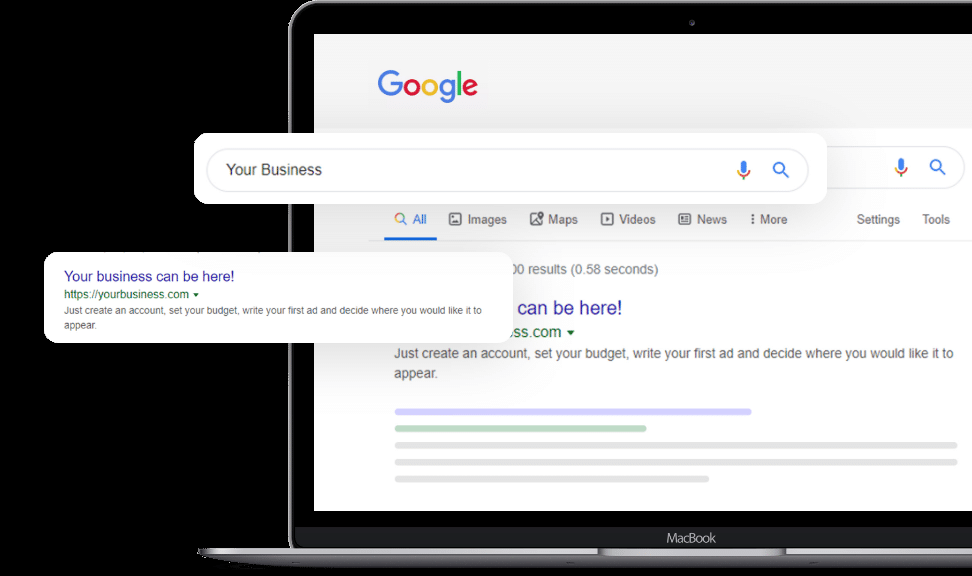 Google
Your Business
All Images Maps Videos News More Settings Tools
00 results (0.58 seconds)
Your business can be here!
https://yourbusiness.com
Just create an account, set your budget, write your first ad and decide where you would like it to
appear.
can be here!
ss.com
Just create an account, set your budget, write your first ad and decide where you would like it to
appear.
MacBook